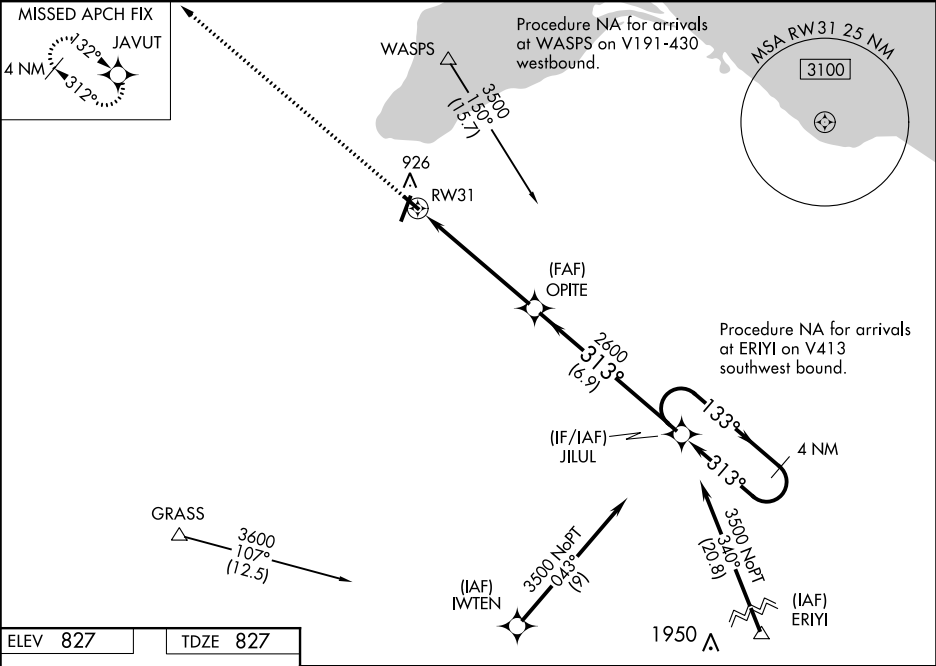 MISSED APCH FIX
JAVUT
132°
4 NM
312°
WASPS
3500
150°
(15.7)
Procedure NA for arrivals
at WASPS on V191-430
westbound.
MSA RW31 25 NM
3100
926
RW31
(FAF)
OPITE
2600
313°
(6.9)
Procedure NA for arrivals
at ERIYI on V413
southwest bound.
133°
4 NM
313°
(IF/IAF)
JILUL
GRASS
3600
107°
(12.5)
3500 NoPT
043°
(9)
(IAF)
IWTEN
3500 NoPT
340°
(20.8)
(IAF)
ERIYI
1950
ELEV 827
TDZE 827